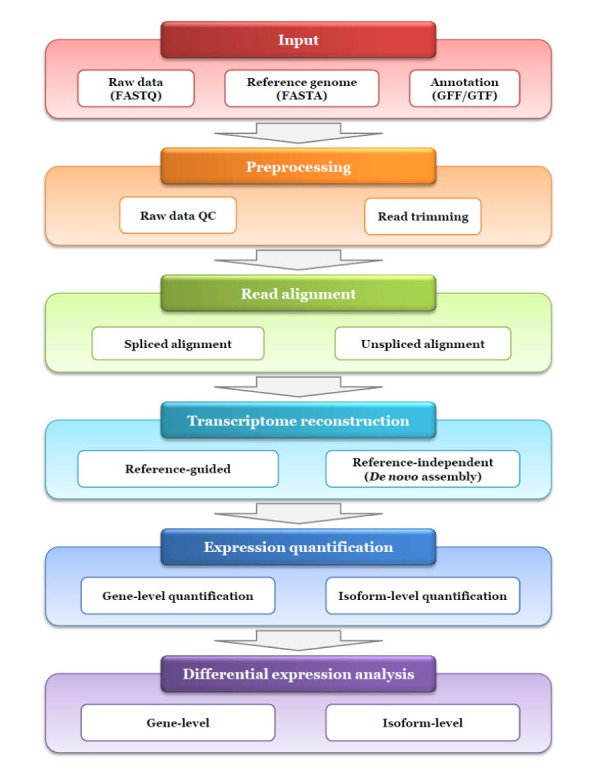 Input
Raw data
(FASTQ)
Reference genome
(FASTA)
Annotation
(GFF/GTF)
Preprocessing
Raw data QC
Read trimming
Read alignment
Spliced alignment
Unspliced alignment
Transcriptome reconstruction
Reference-guided
Reference-independent
(De novo assembly)
Expression quantification
Gene-level quantification
Isoform-level quantification
Differential expression analysis
Gene-level
Isoform-level